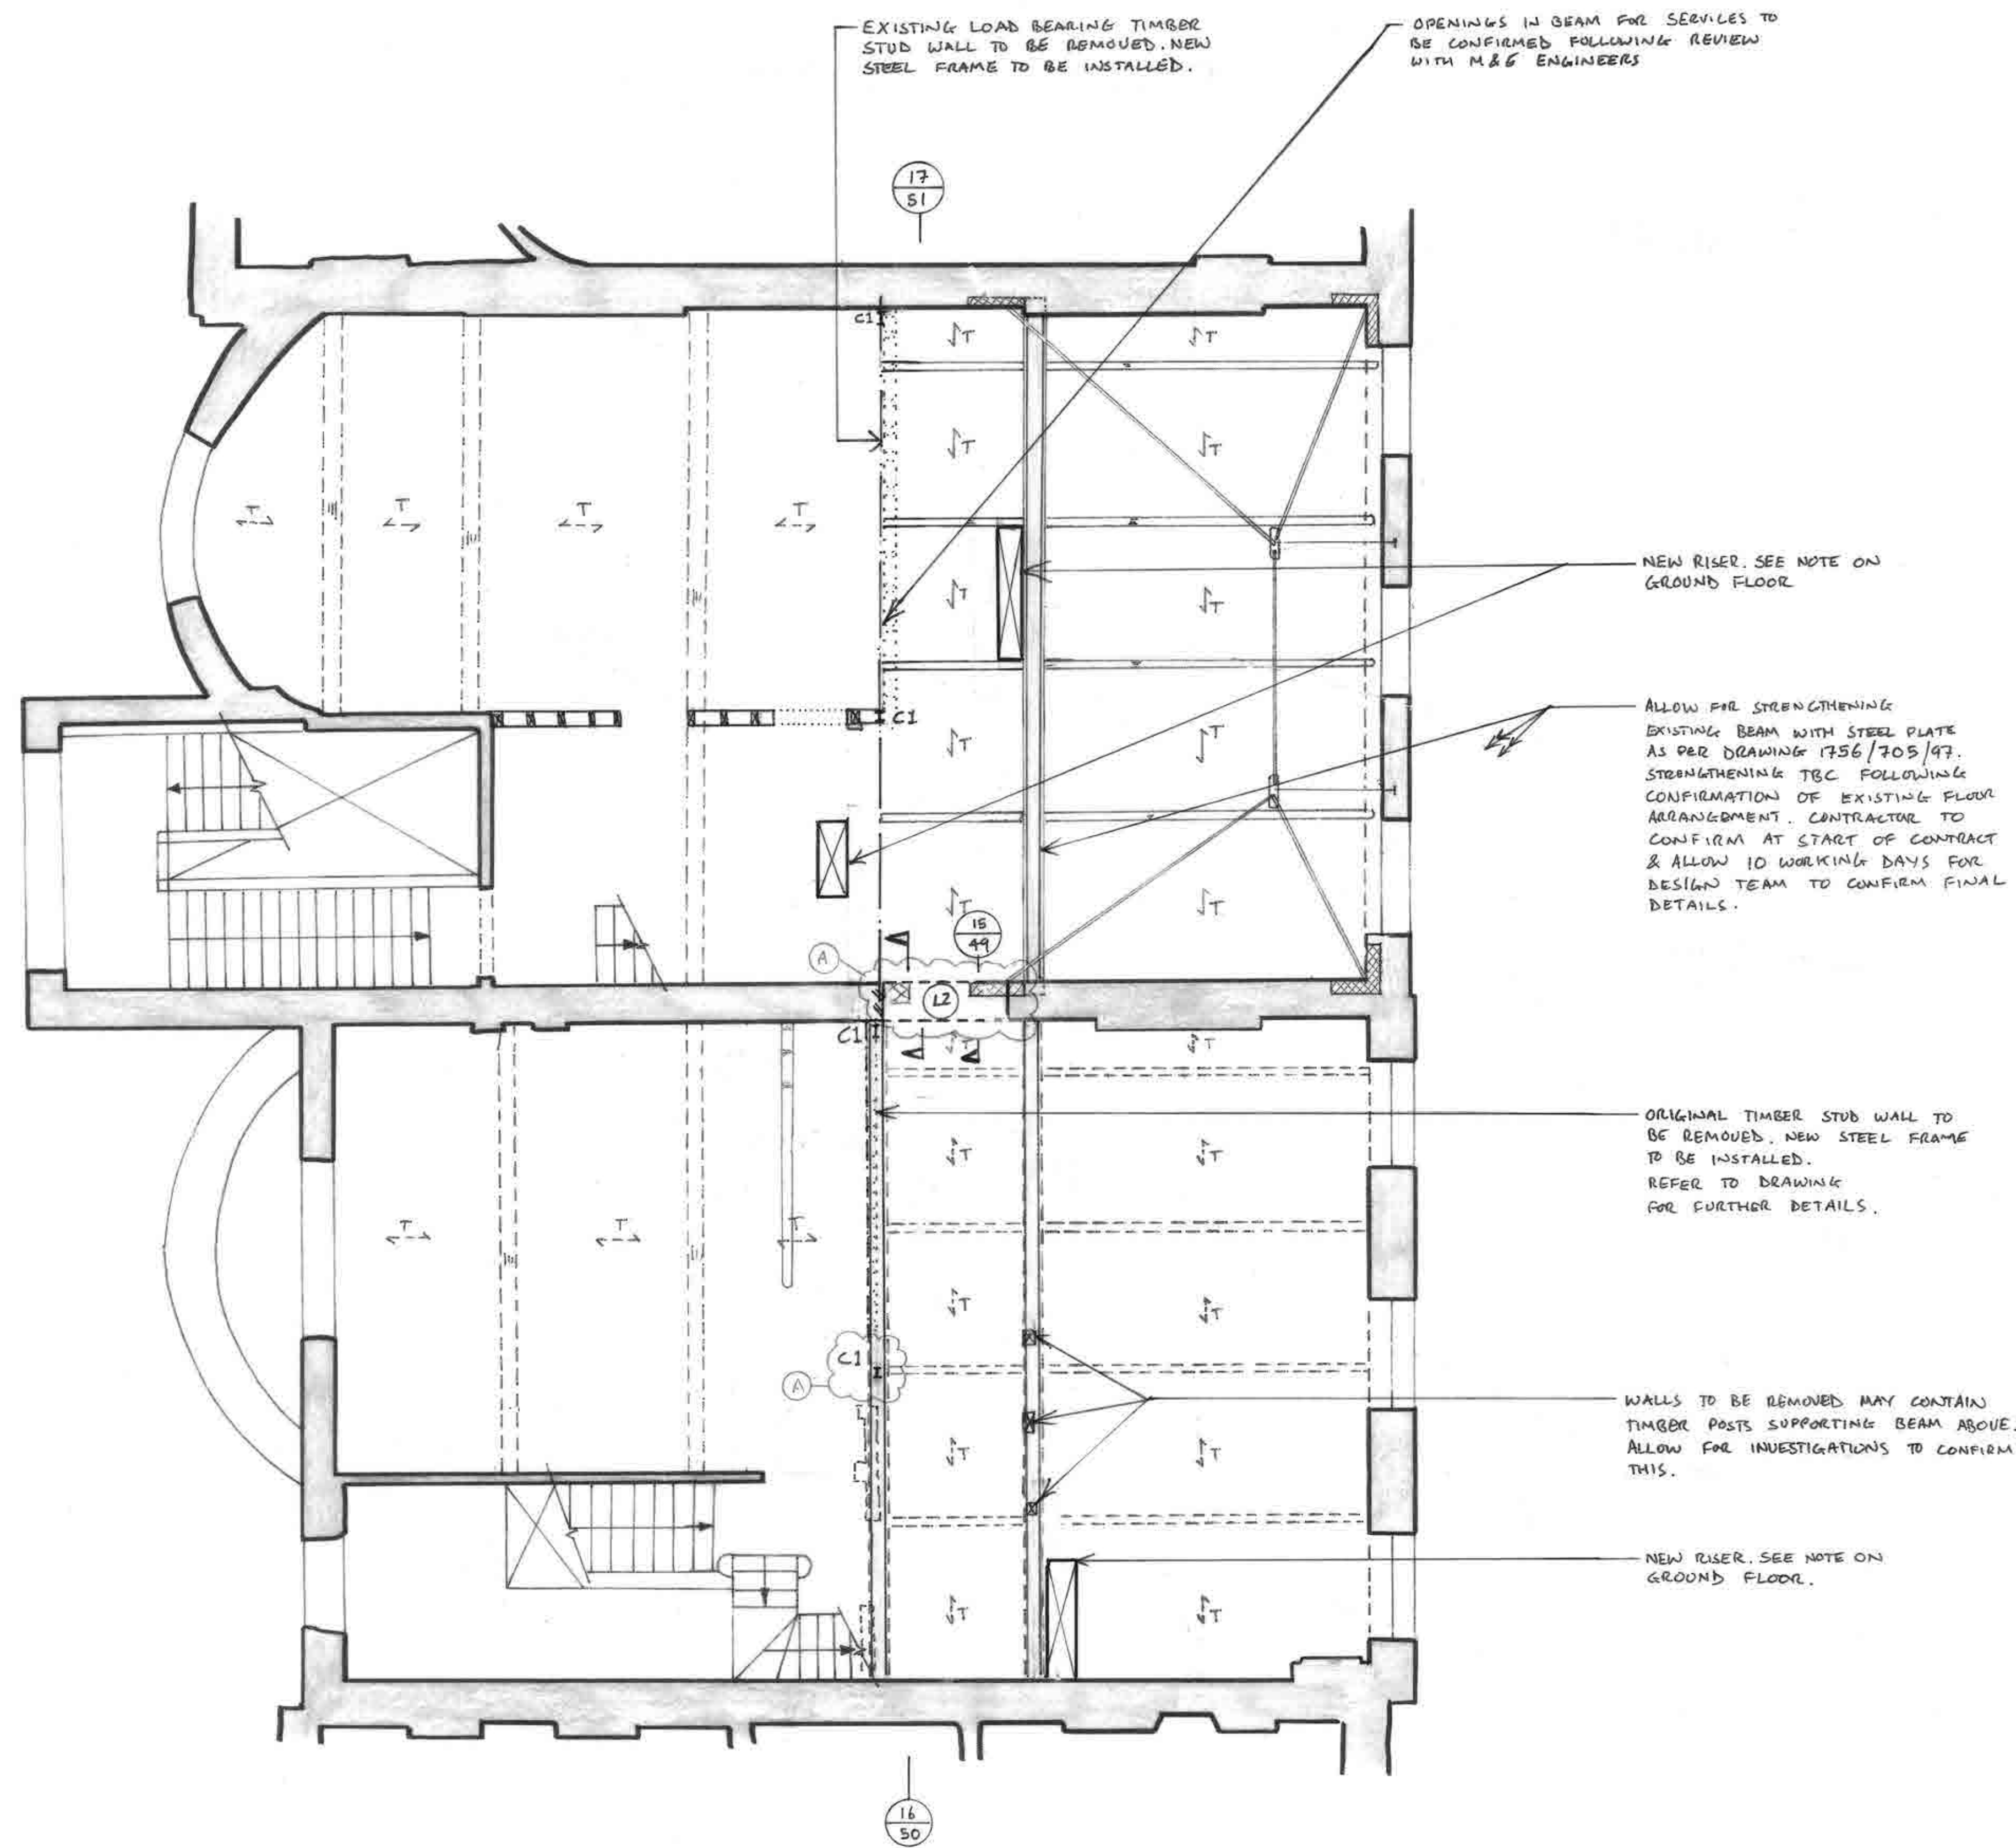 EXISTING LOAD BEARING TIMBER
STUD WALL TO BE REMOVED. NEW
STEEL FRAME TO BE INSTALLED.
OPENINGS IN BEAM FOR SERVICES TO
BE CONFIRMED FOLLOWING REVIEW
WITH M&E ENGINEERS
17
51
C1
T
T
T
T
T
T
T
T
T
T
NEW RISER. SEE NOTE ON
GROUND FLOOR
T
T
ALLOW FOR STRENGTHENING
EXISTING BEAM WITH STEEL PLATE
AS PER DRAWING 1756/705/97.
STRENGTHENING TBC FOLLOWING
CONFIRMATION OF EXISTING FLOOR
ARRANGEMENT. CONTRACTOR TO
CONFIRM AT START OF CONTRACT
& ALLOW 10 WORKING DAYS FOR
DESIGN TEAM TO CONFIRM FINAL
DETAILS.
C1
T
T
15
49
A
L2
C1
T
T
ORIGINAL TIMBER STUD WALL TO
BE REMOVED. NEW STEEL FRAME
TO BE INSTALLED.
REFER TO DRAWING
FOR FURTHER DETAILS.
T
T
T
T
T
T
T
C1
A
WALLS TO BE REMOVED MAY CONTAIN
TIMBER POSTS SUPPORTING BEAM ABOVE.
ALLOW FOR INVESTIGATIONS TO CONFIRM
THIS.
T
T
NEW RISER. SEE NOTE ON
GROUND FLOOR.
T
T
16
50